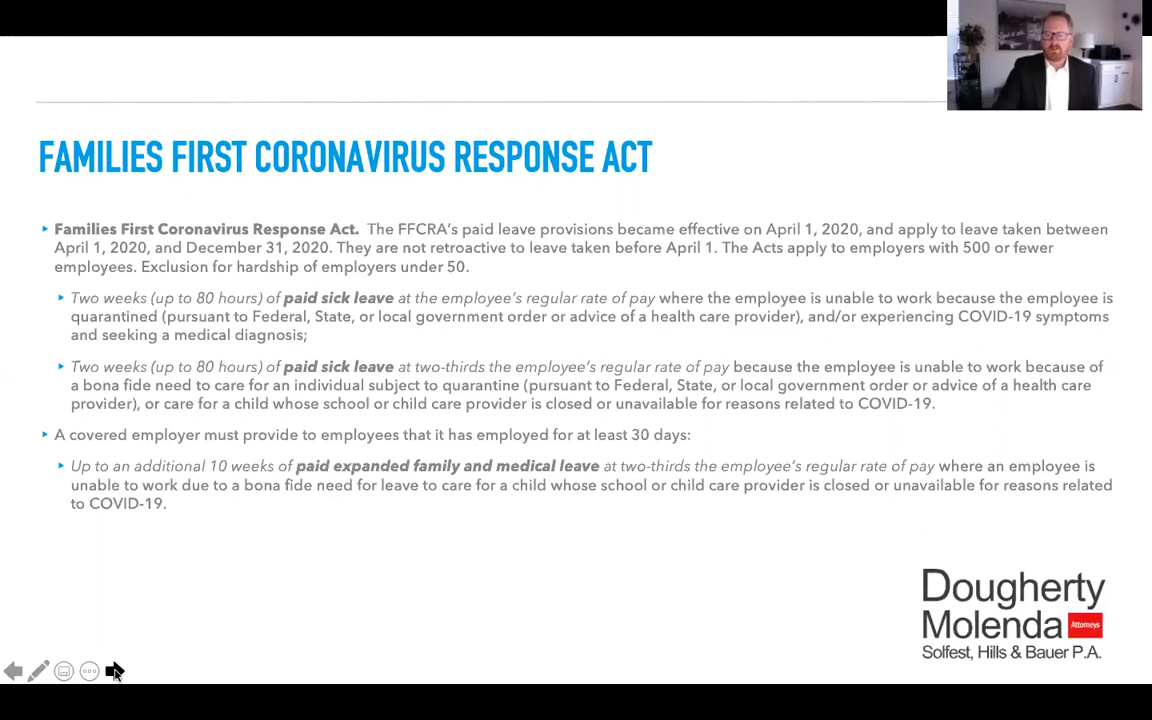 FAMILIES FIRST CORONAVIRUS RESPONSE ACT
Families First Coronavirus Response Act. The FFCRA's paid leave provisions became effective on April 1, 2020, and apply to leave taken between
April 1, 2020, and December 31, 2020. They are not retroactive to leave taken before April 1. The Acts apply to employers with 500 or fewer
employees. Exclusion for hardship of employers under 50.
Two weeks (up to 80 hours) of paid sick leave at the employee's regular rate of pay where the employee is unable to work because the employee is
quarantined (pursuant to Federal, State, or local government order or advice of a health care provider), and/or experiencing COVID-19 symptoms
and seeking a medical diagnosis;
Two weeks (up to 80 hours) of paid sick leave at two-thirds the employee's regular rate of pay because the employee is unable to work because of
a bona fide need to care for an individual subject to quarantine (pursuant to Federal, State, or local government order or advice of a health care
provider), or care for a child whose school or child care provider is closed or unavailable for reasons related to COVID-19.
A covered employer must provide to employees that it has employed for at least 30 days:
Up to an additional 10 weeks of paid expanded family and medical leave at two-thirds the employee's regular rate of pay where an employee is
unable to work due to a bona fide need for leave to care for a child whose school or child care provider is closed or unavailable for reasons related
to COVID-19.
Dougherty
Molenda Attorneys
Solfest, Hills & Bauer P.A.